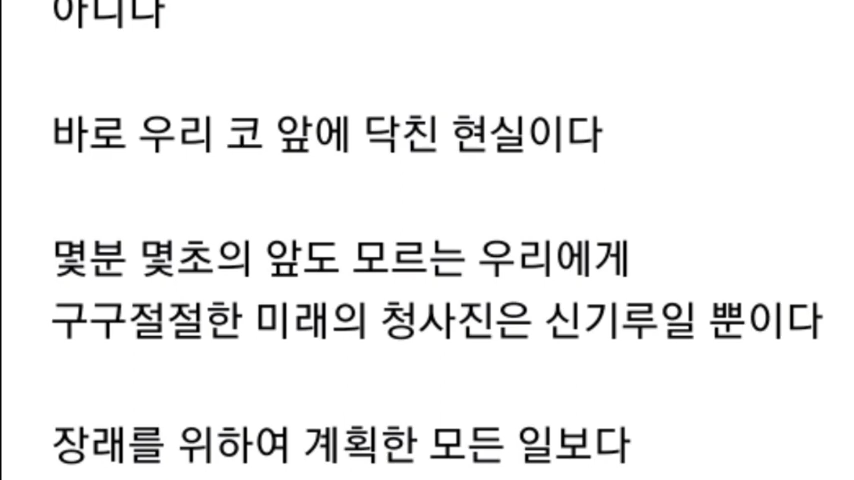 아니다
바로 우리 코 앞에 닥친 현실이다
몇분 몇초의 앞도 모르는 우리에게
구구절절한 미래의 청사진은 신기루일 뿐이다
장래를 위하여 계획한 모든 일보다